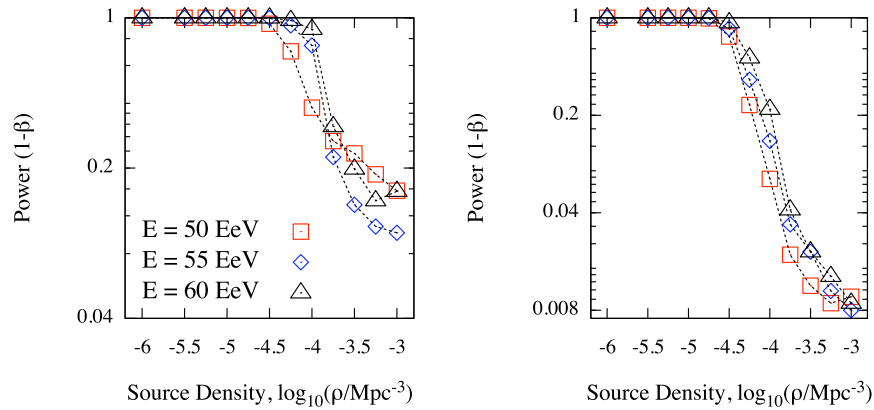 1
0.2
0.04
Power (1-β)
E = 50 EeV
E = 55 EeV
E = 60 EeV
-6 -5.5 -5 -4.5 -4 -3.5 -3
Source Density, log₁₀(ρ/Mpc⁻³)
1
0.2
0.04
0.008
Power (1-β)
-6 -5.5 -5 -4.5 -4 -3.5 -3
Source Density, log₁₀(ρ/Mpc⁻³)